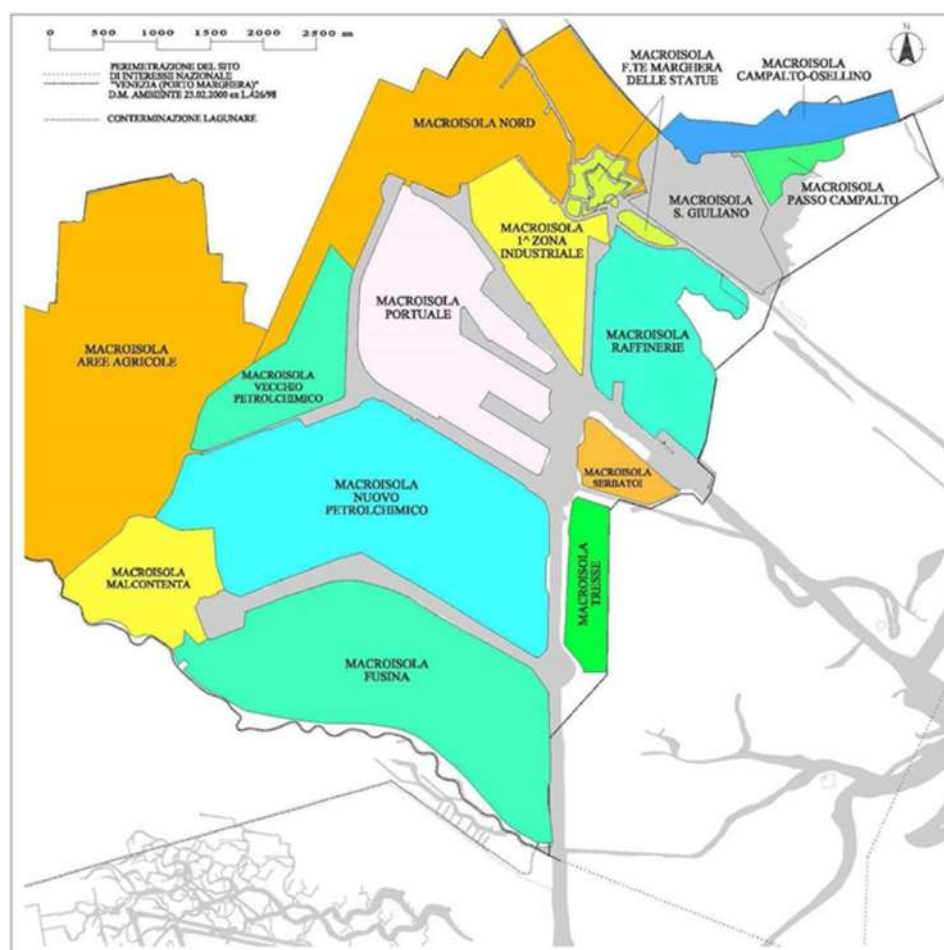 0 500 1000 1500 2000 2500 m
N
PERIMETRAZIONE DEL SITO
DI INTERESSE NAZIONALE
"VENEZIA (PORTO MARGHERA)"
D.M. AMBIENTE 23.02.2000 ex L.426/98
CONTERMINAZIONE LAGUNARE
MACROISOLA
F.TE MARGHERA
DELLE STATUE
MACROISOLA
CAMPALTO-OSELLINO
MACROISOLA NORD
MACROISOLA
PASSO CAMPALTO
MACROISOLA
S. GIULIANO
MACROISOLA
1^ ZONA
INDUSTRIALE
MACROISOLA
PORTUALE
MACROISOLA
RAFFINERIE
MACROISOLA
AREE AGRICOLE
MACROISOLA
VECCHIO
PETROLCHIMICO
MACROISOLA
SERBATOI
MACROISOLA
NUOVO
PETROLCHIMICO
MACROISOLA
TRESSE
MACROISOLA
MALCONTENTA
MACROISOLA
FUSINA